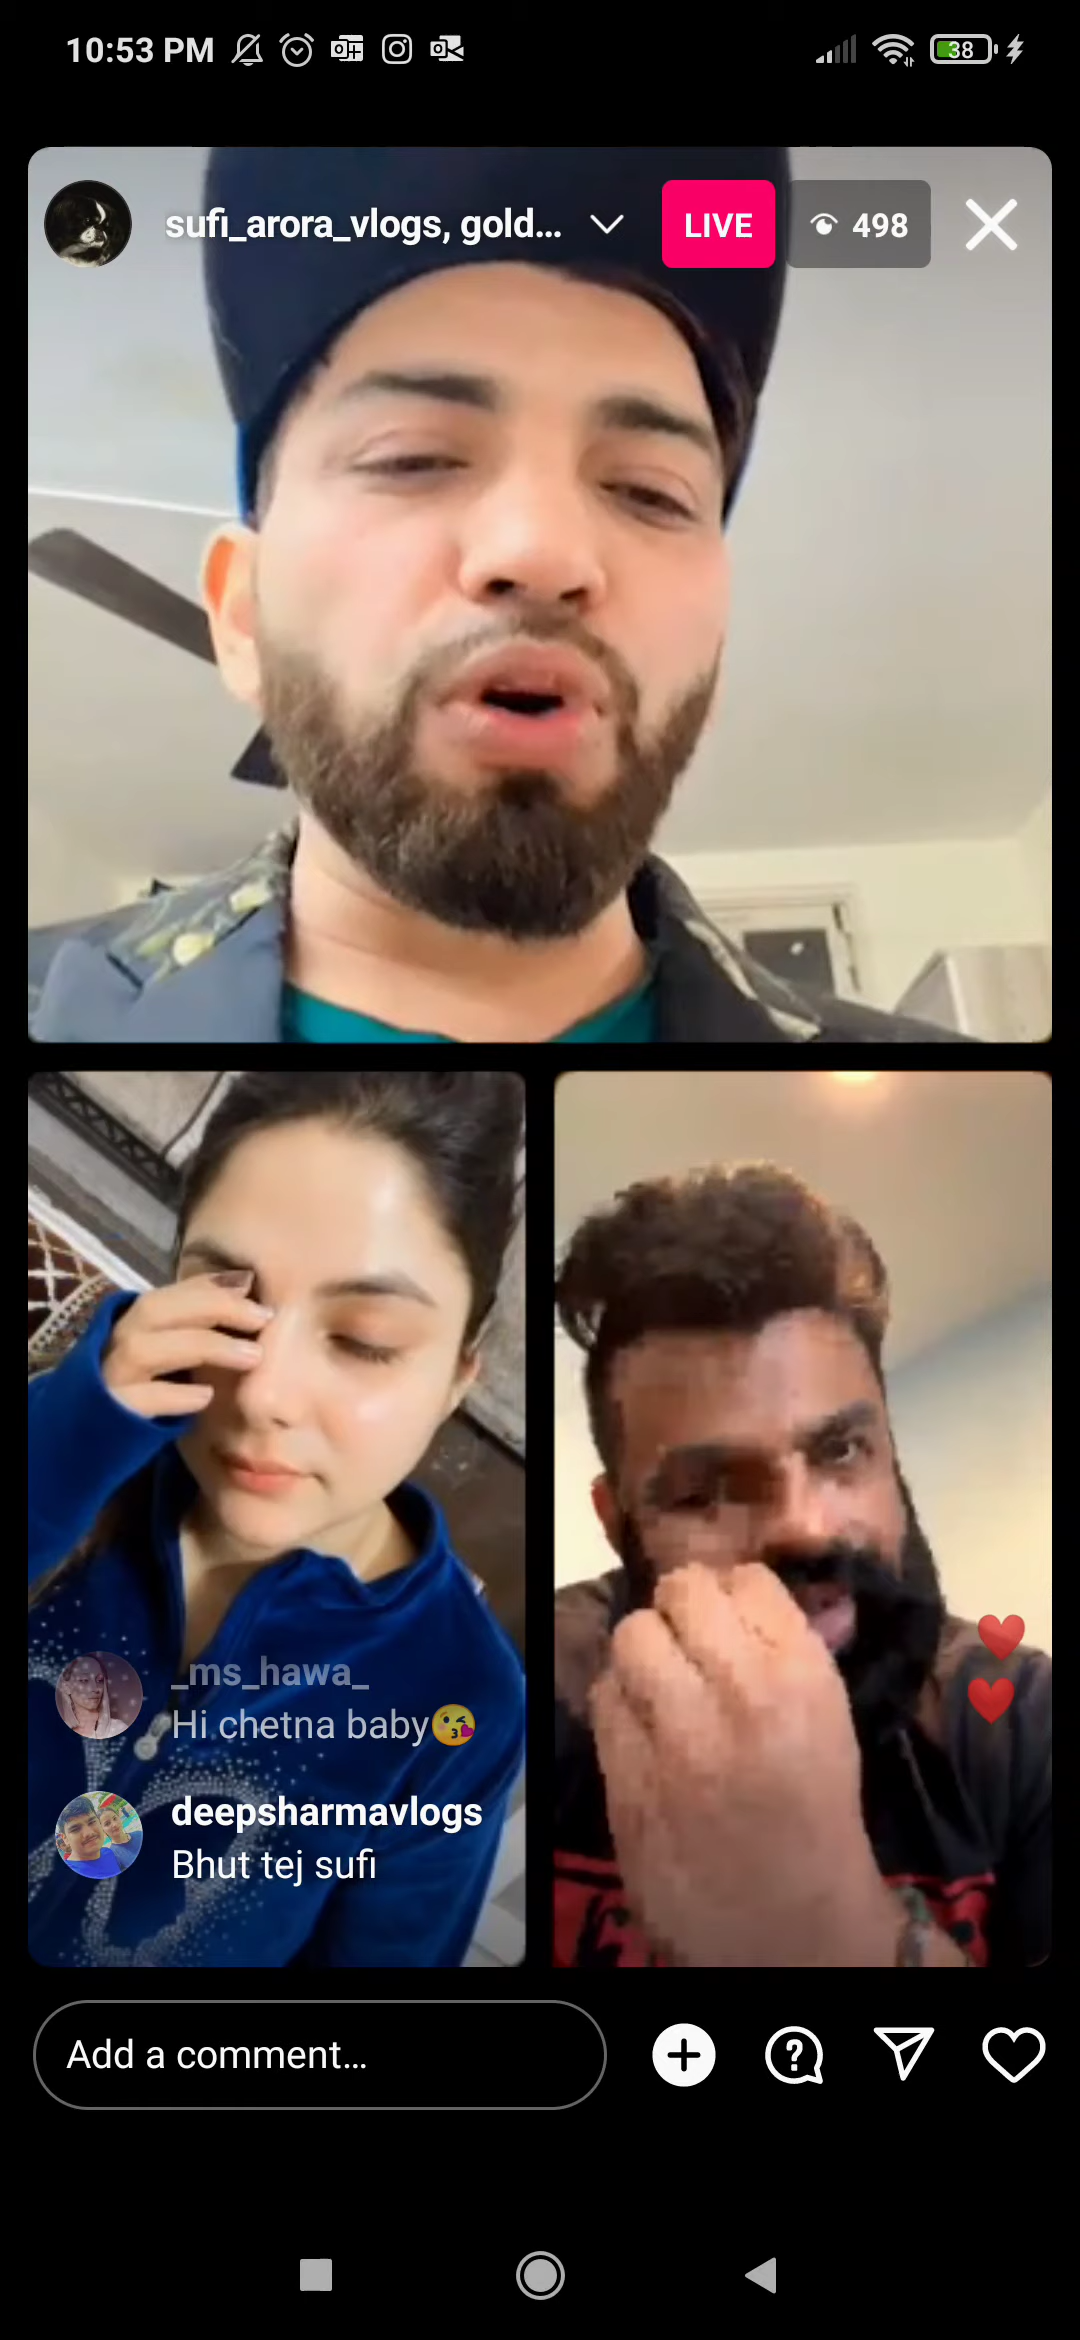 10:53 PM 38
sufi_arora_vlogs, gold... LIVE 498
_ms_hawa_
Hi chetna baby😘
deepsharmavlogs
Bhut tej sufi
Add a comment...